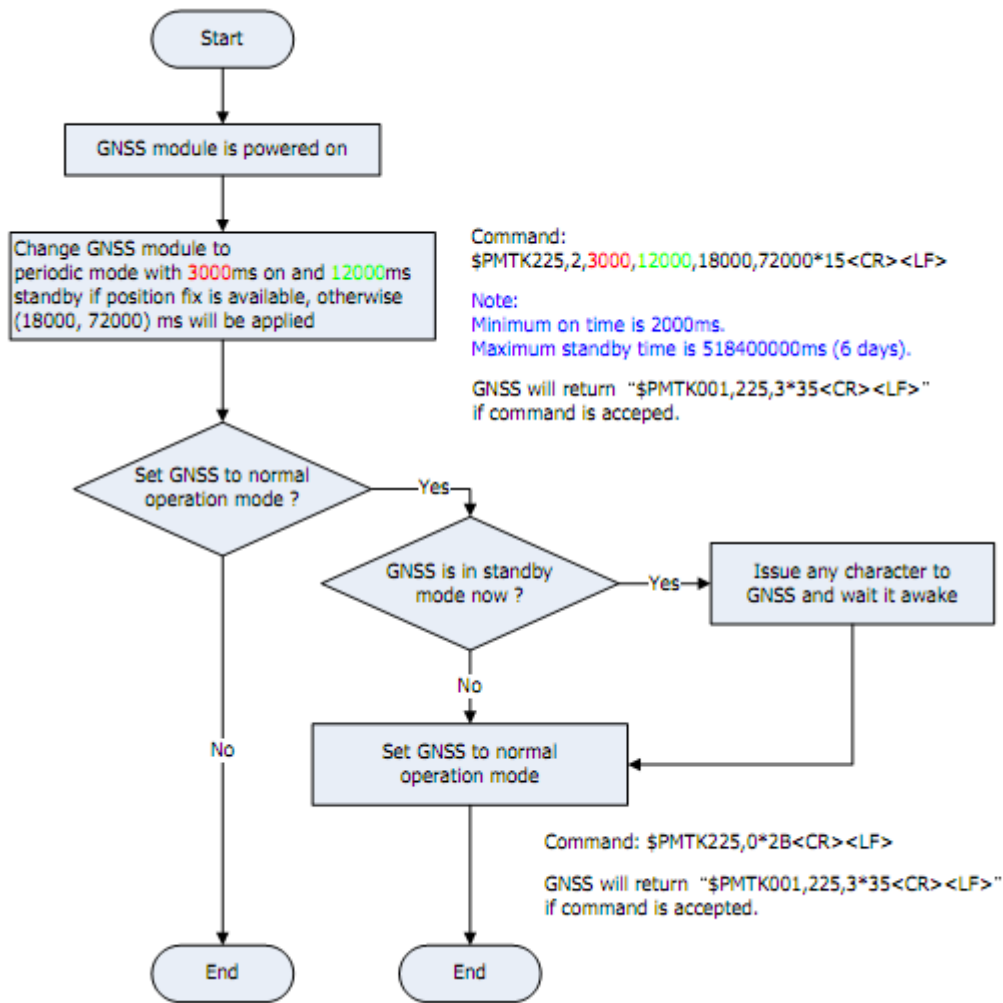 Start
GNSS module is powered on
Change GNSS module to
periodic mode with 3000ms on and 12000ms
standby if position fix is available, otherwise
(18000, 72000) ms will be applied
Command:
$PMTK225,2,3000,12000,18000,72000*15<CR><LF>
Note:
Minimum on time is 2000ms.
Maximum standby time is 518400000ms (6 days).
GNSS will return “$PMTK001,225,3*35<CR><LF>”
if command is acceped.
Set GNSS to normal
operation mode ?
Yes
GNSS is in standby
mode now ?
Yes
Issue any character to
GNSS and wait it awake
No
No
Set GNSS to normal
operation mode
Command: $PMTK225,0*2B<CR><LF>
GNSS will return “$PMTK001,225,3*35<CR><LF>”
if command is accepted.
End
End